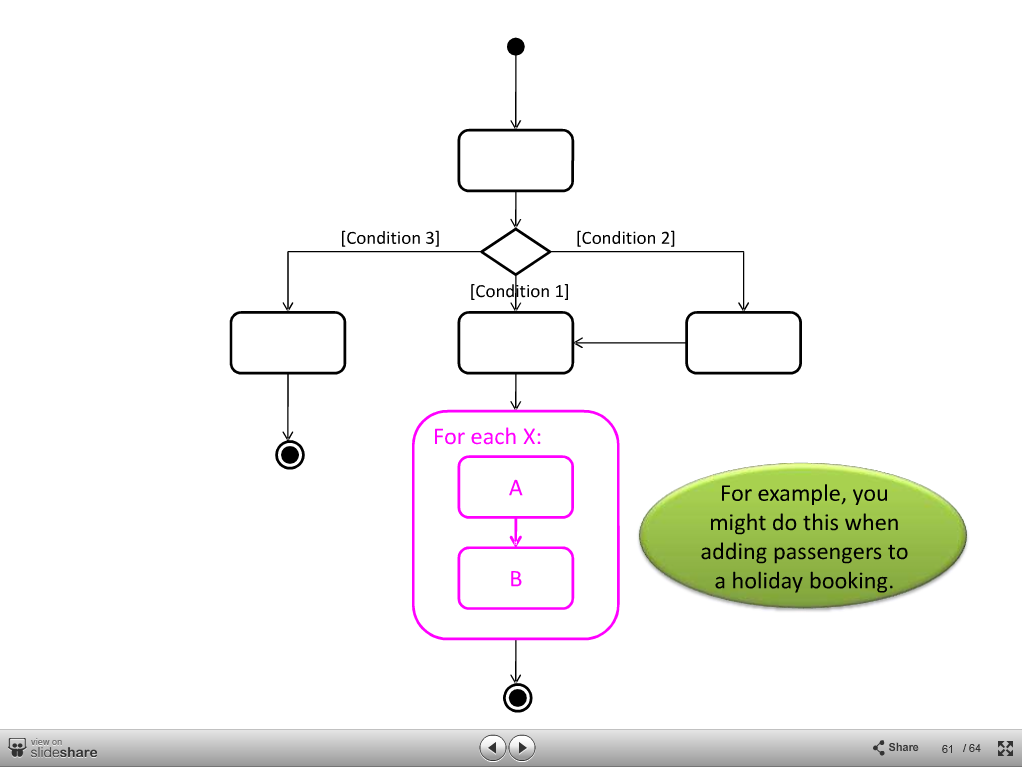 [Condition 3]
[Condition 2]
[Condition 1]
For each X:
A
B
For example, you
might do this when
adding passengers to
a holiday booking.
view on
slideshare
Share
61 / 64